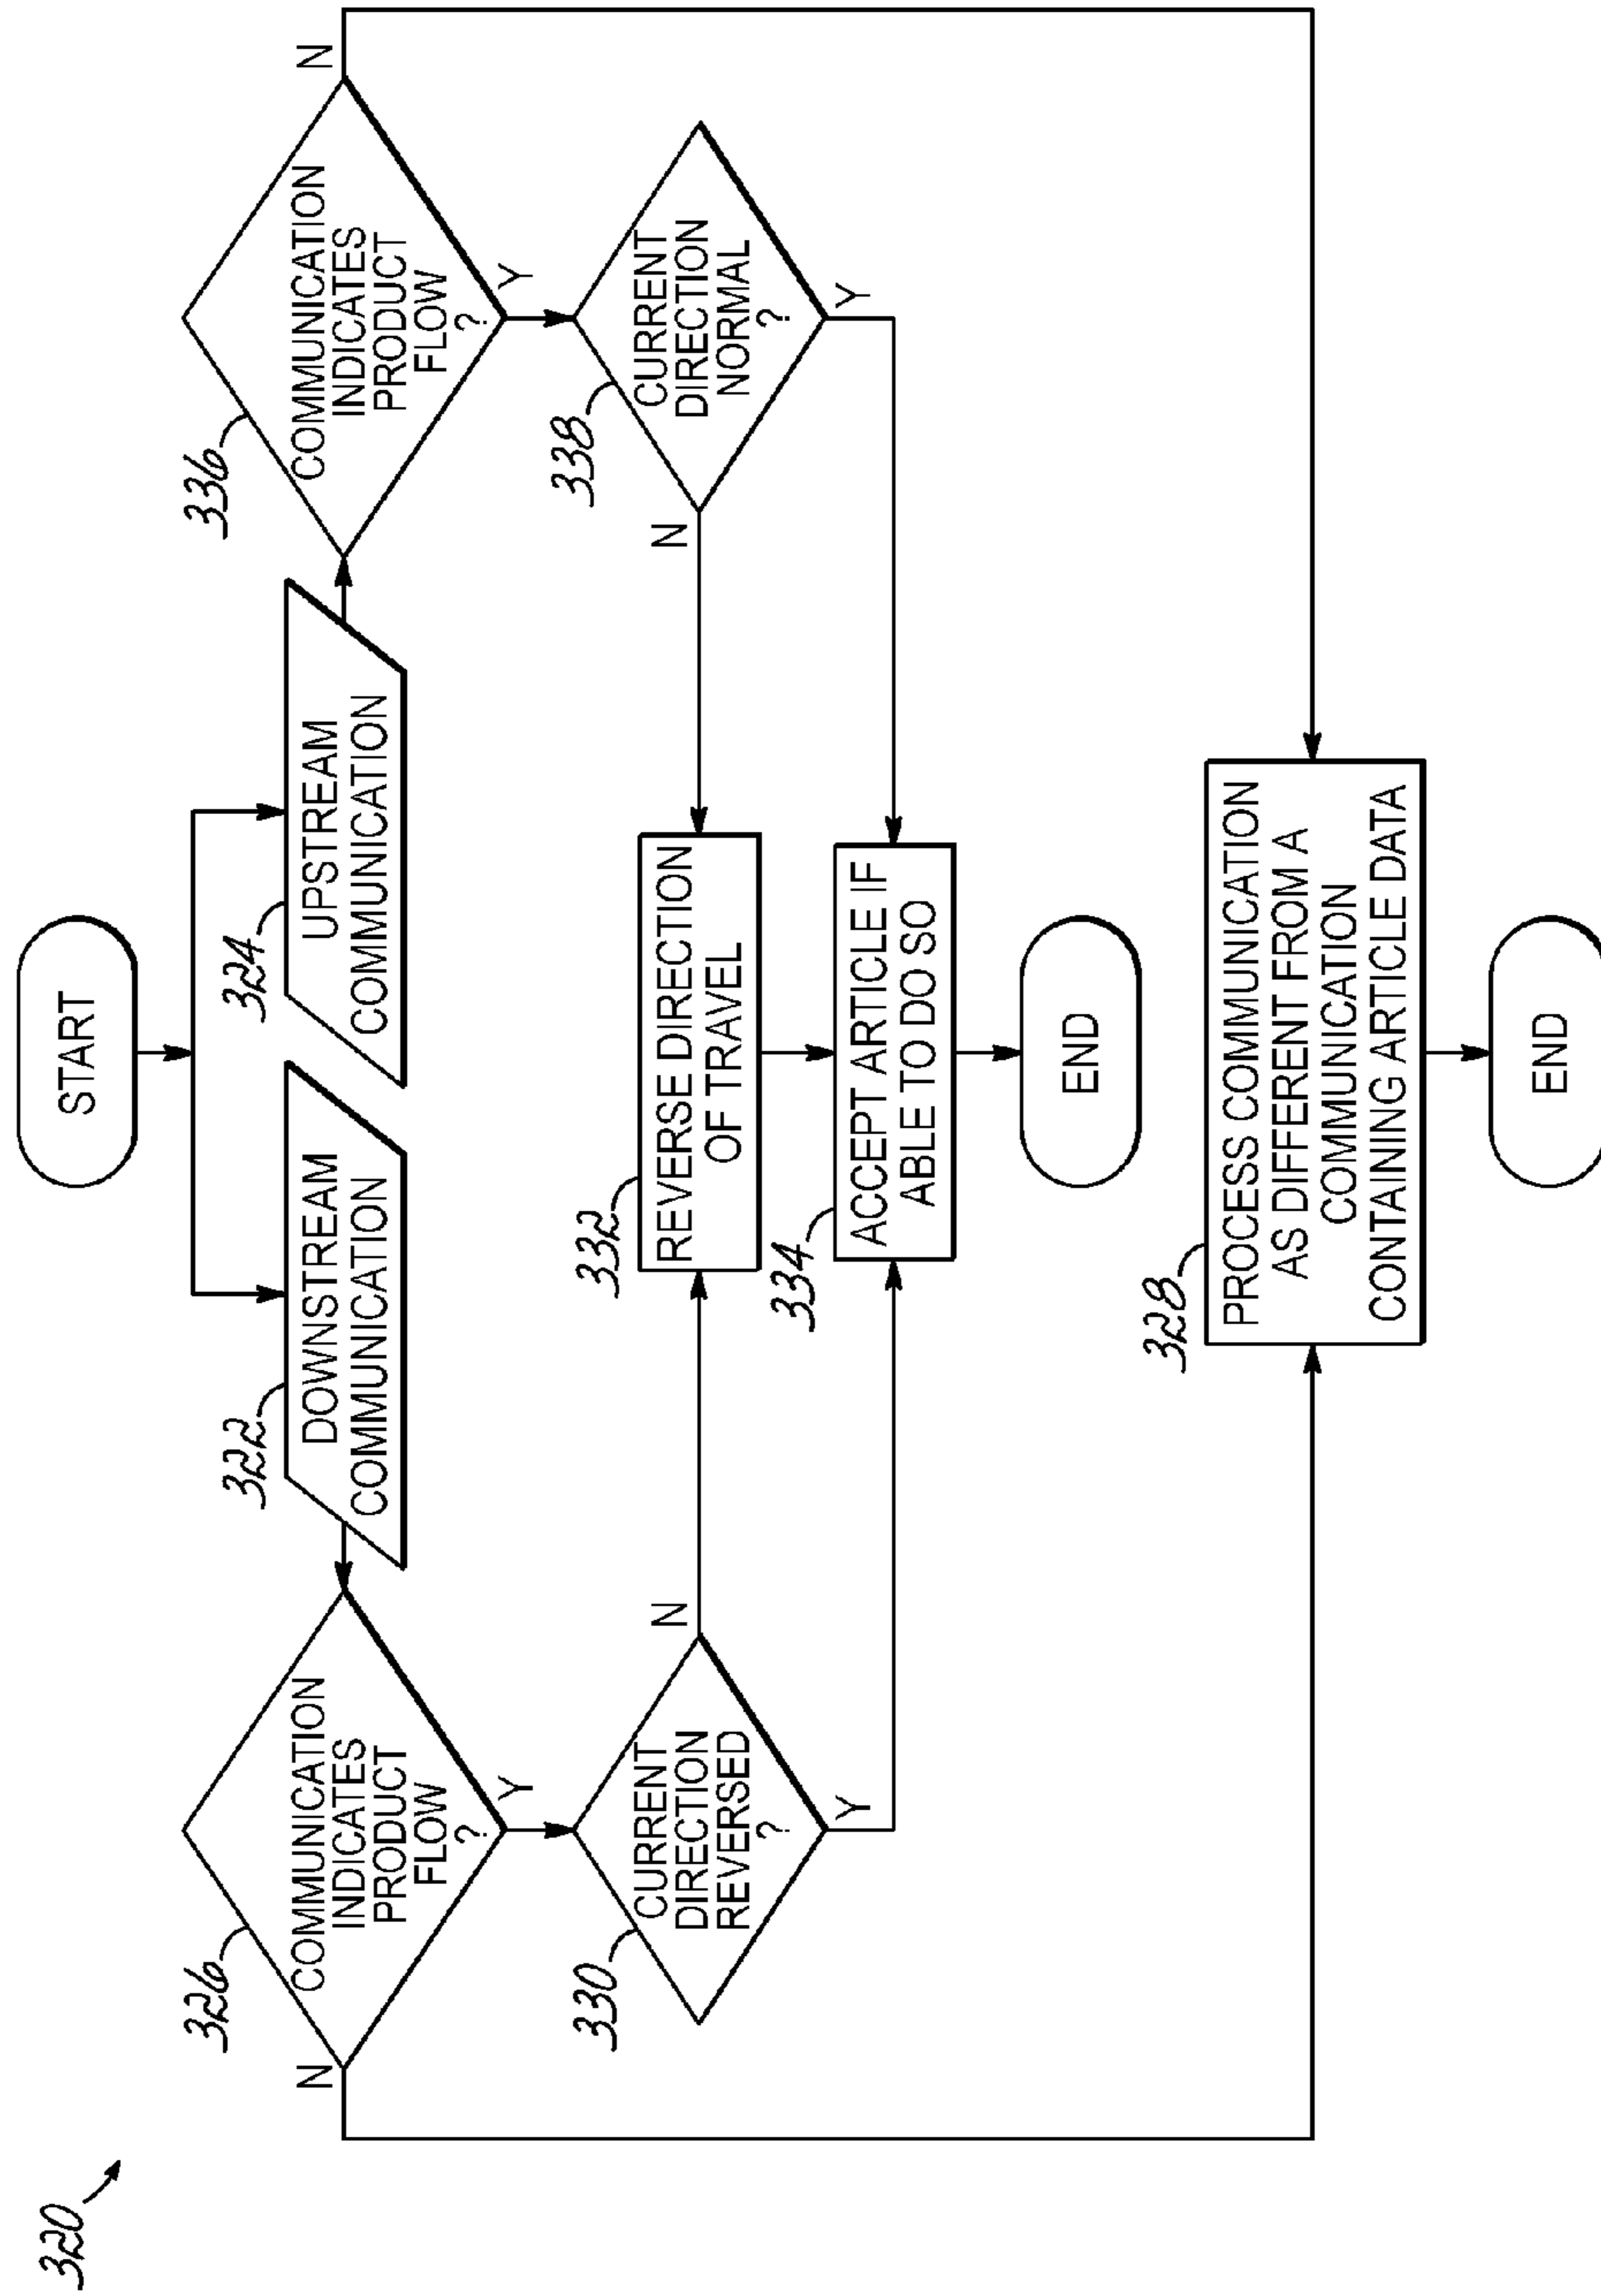 320
START
322
DOWNSTREAM
COMMUNICATION
324
UPSTREAM
COMMUNICATION
326
COMMUNICATION
INDICATES
PRODUCT
FLOW
?
N
Y
336
COMMUNICATION
INDICATES
PRODUCT
FLOW
?
N
Y
330
CURRENT
DIRECTION
REVERSED
?
N
Y
332
REVERSE DIRECTION
OF TRAVEL
338
CURRENT
DIRECTION
NORMAL
?
N
Y
334
ACCEPT ARTICLE IF
ABLE TO DO SO
END
328
PROCESS COMMUNICATION
AS DIFFERENT FROM A
COMMUNICATION
CONTAINING ARTICLE DATA
END